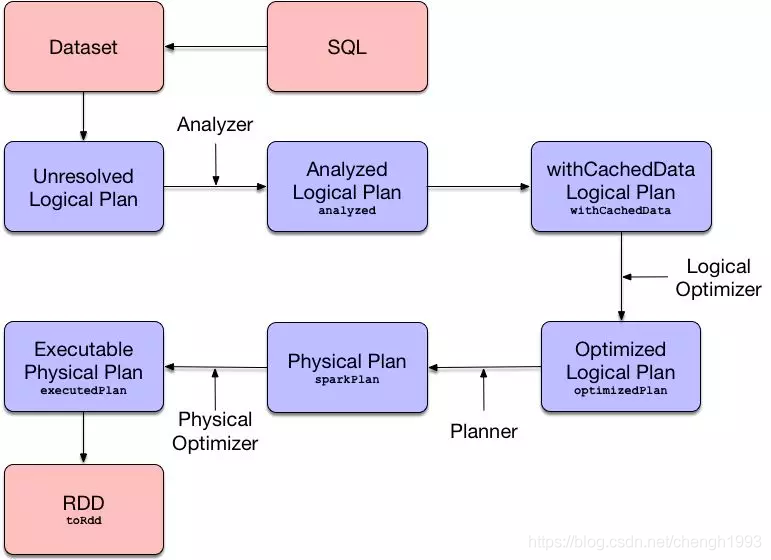 Dataset
SQL
Analyzer
Unresolved
Logical Plan
Analyzed
Logical Plan
analyzed
withCachedData
Logical Plan
withCachedData
Logical
Optimizer
Executable
Physical Plan
executedPlan
Physical Plan
sparkPlan
Optimized
Logical Plan
optimizedPlan
Physical
Optimizer
Planner
RDD
toRdd
https://blog.csdn.net/chengh1993